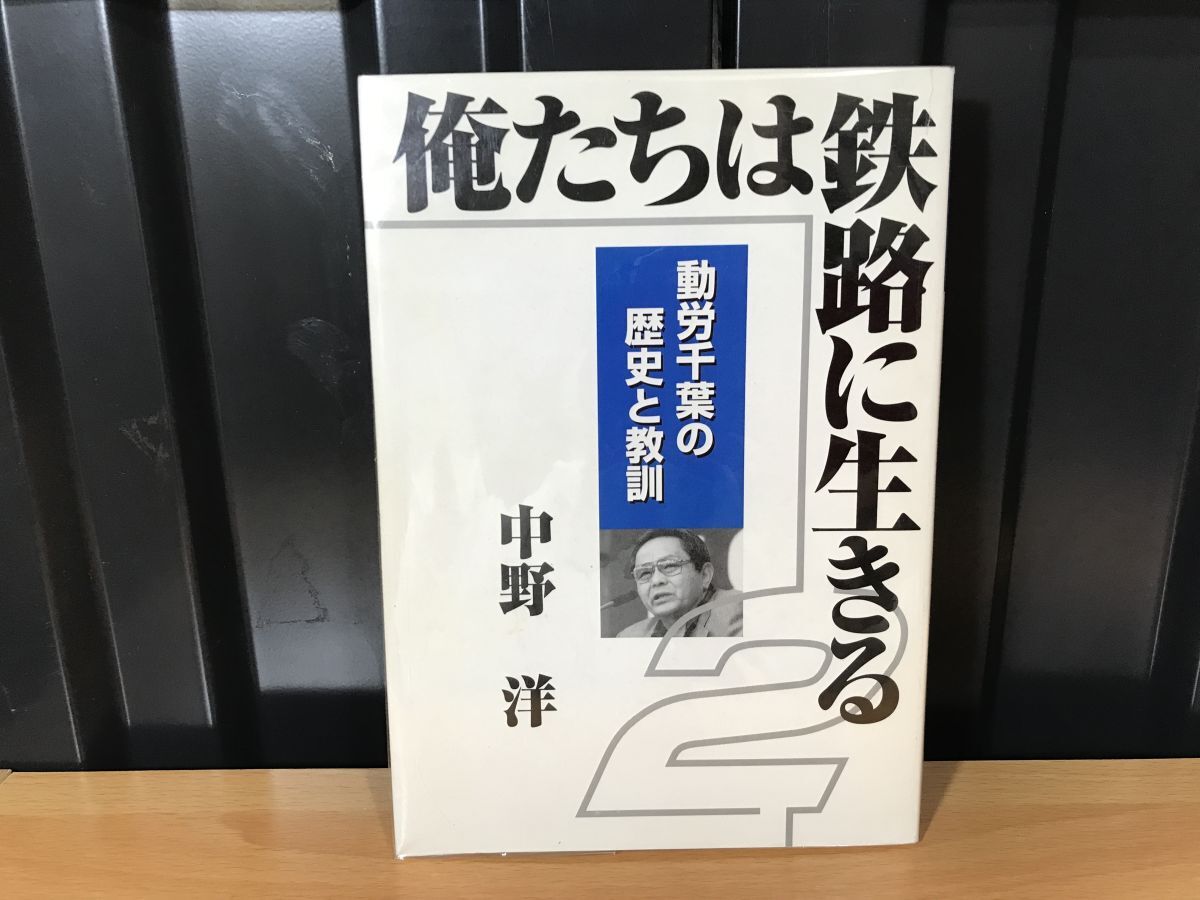 俺たちは鉄路に生きる
2
動労千葉の
歴史と教訓
中野 洋